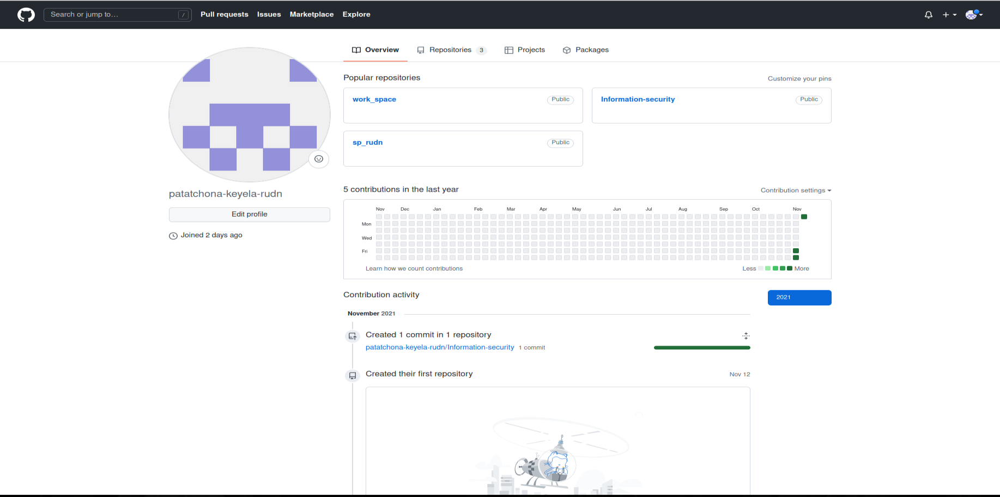 Search or jump to… /
Pull requests Issues Marketplace Explore
Overview Repositories 3 Projects Packages
Popular repositories
Customize your pins
work_space Public
Information-security Public
sp_rudn Public
patatchona-keyela-rudn
Edit profile
Joined 2 days ago
5 contributions in the last year
Contribution settings
Nov Dec Jan Feb Mar Apr May Jun Jul Aug Sep Oct Nov
Mon
Wed
Fri
Learn how we count contributions
Less More
Contribution activity
2021
November 2021
Created 1 commit in 1 repository
patatchona-keyela-rudn/Information-security 1 commit
Created their first repository
Nov 12